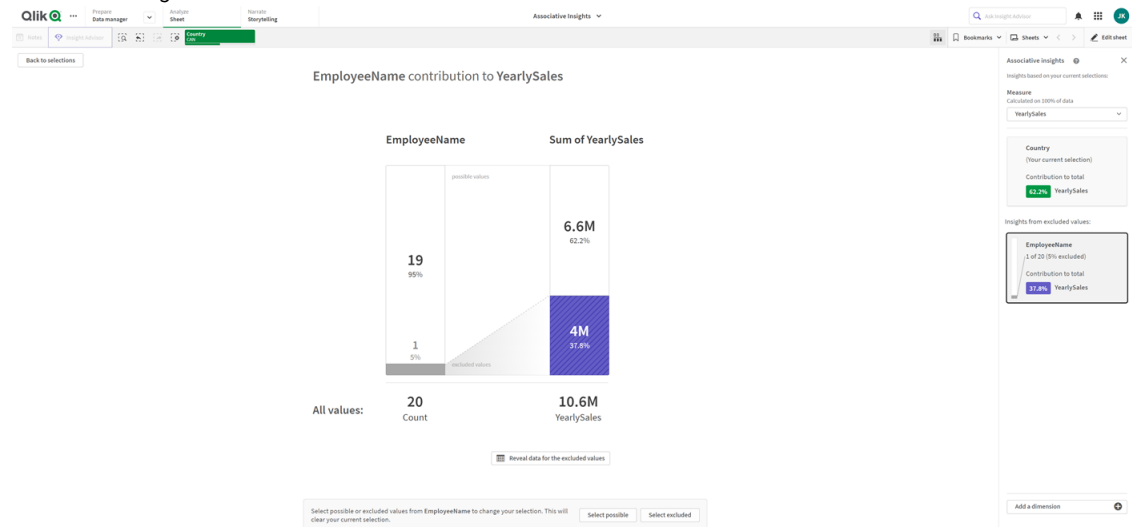 Qlik
Prepare
Data manager
Analyze
Sheet
Narrate
Storytelling
Associative Insights
Ask Insight Advisor
JK
Notes
Insight Advisor
Country
CAN
Bookmarks
Sheets
Edit sheet
Back to selections
EmployeeName contribution to YearlySales
EmployeeName
Sum of YearlySales
possible values
6.6M
62.2%
19
95%
4M
37.8%
1
5%
excluded values
All values:
20
Count
10.6M
YearlySales
Reveal data for the excluded values
Select possible or excluded values from EmployeeName to change your selection. This will
clear your current selection.
Select possible
Select excluded
Associative insights
Insights based on your current selections:
Measure
Calculated on 100% of data
YearlySales
Country
(Your current selection)
Contribution to total
62.2% YearlySales
Insights from excluded values:
EmployeeName
1 of 20 (5% excluded)
Contribution to total
37.8% YearlySales
Add a dimension